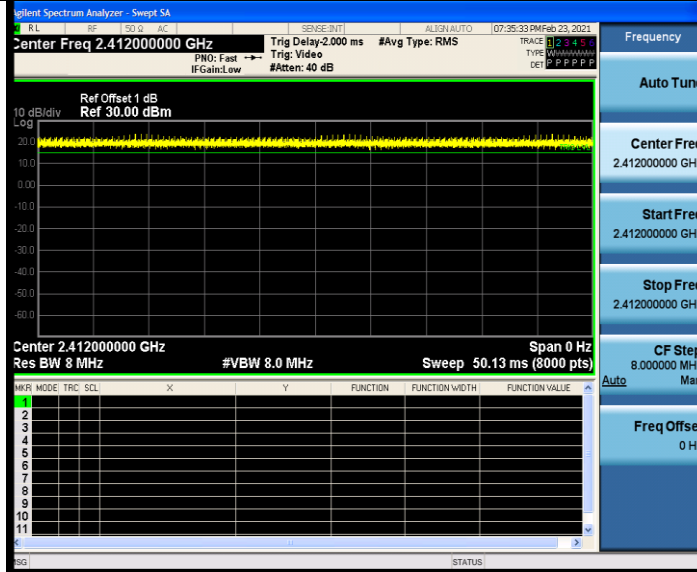 Agilent Spectrum Analyzer - Swept SA
RL RF 50 Ω AC SENSE:INT ALIGN AUTO 07:35:33 PM Feb 23, 2021
Center Freq 2.412000000 GHz
PNO: Fast
IFGain:Low
Trig Delay-2.000 ms
Trig: Video
#Atten: 40 dB
#Avg Type: RMS
TRACE 1 2 3 4 5 6
TYPE
DET P P P P P P
Ref Offset 1 dB
10 dB/div Ref 30.00 dBm
Log
20.0
10.0
0.00
-10.0
-20.0
-30.0
-40.0
-50.0
-60.0
Center 2.412000000 GHz Span 0 Hz
Res BW 8 MHz #VBW 8.0 MHz Sweep 50.13 ms (8000 pts)
MKR MODE TRC SCL X Y FUNCTION FUNCTION WIDTH FUNCTION VALUE
1
2
3
4
5
6
7
8
9
10
11
MSG STATUS
Frequency
Auto Tun
Center Fre
2.412000000 GH
Start Fre
2.412000000 GH
Stop Fre
2.412000000 GH
CF Step
8.000000 MH
Auto Ma
Freq Offse
0 H